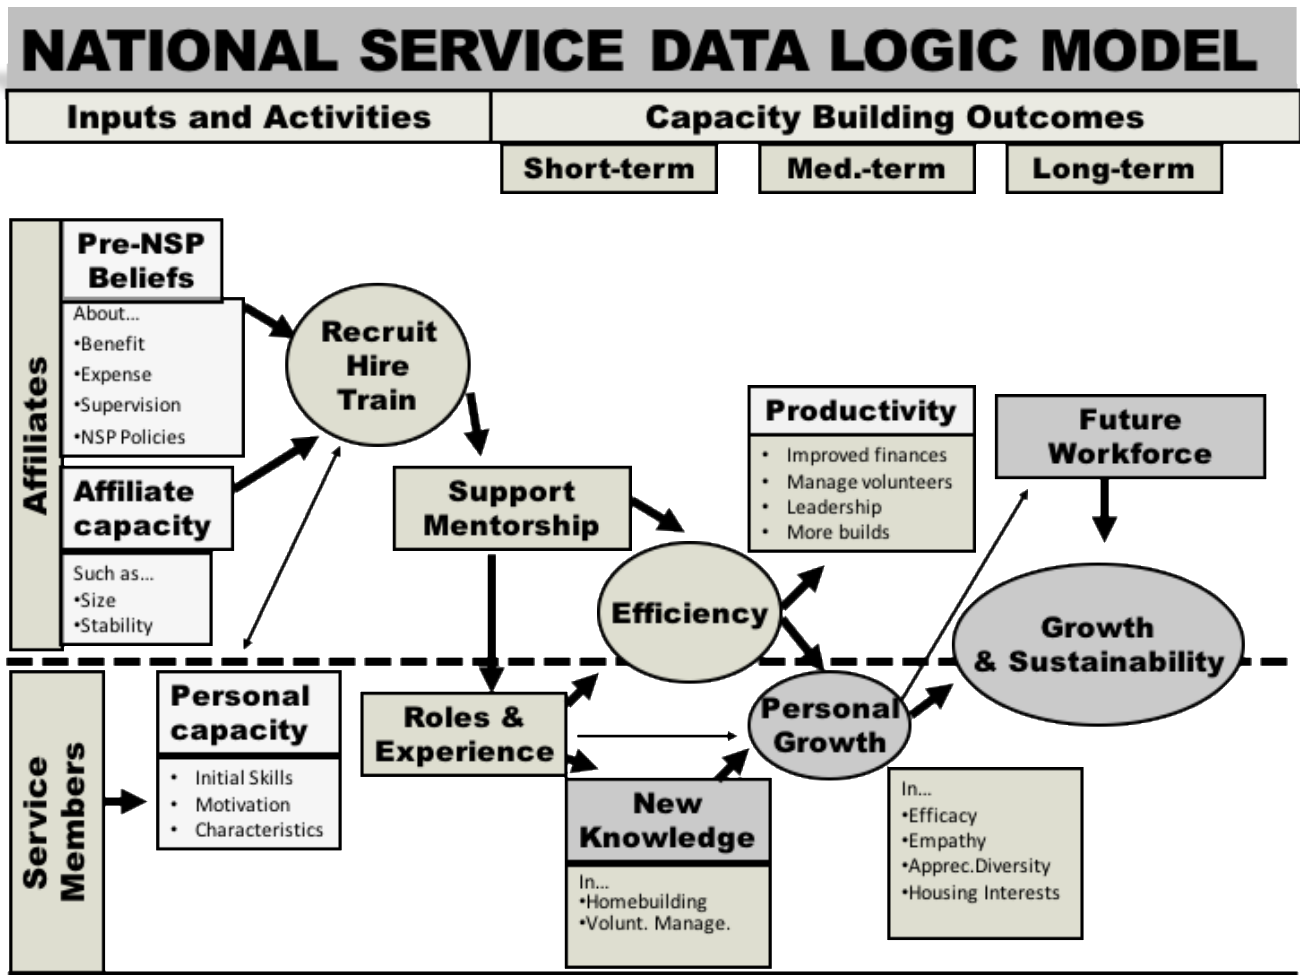 NATIONAL SERVICE DATA LOGIC MODEL
Inputs and Activities
Capacity Building Outcomes
Short-term
Med.-term
Long-term
Affiliates
Pre-NSP
Beliefs
About...
•Benefit
•Expense
•Supervision
•NSP Policies
Affiliate
capacity
Such as...
•Size
•Stability
Recruit
Hire
Train
Support
Mentorship
Efficiency
Productivity
• Improved finances
• Manage volunteers
• Leadership
• More builds
Future
Workforce
Growth
& Sustainability
Service
Members
Personal
capacity
• Initial Skills
• Motivation
• Characteristics
Roles &
Experience
New
Knowledge
In...
•Homebuilding
•Volunt. Manage.
Personal
Growth
In...
•Efficacy
•Empathy
•Apprec.Diversity
•Housing Interests